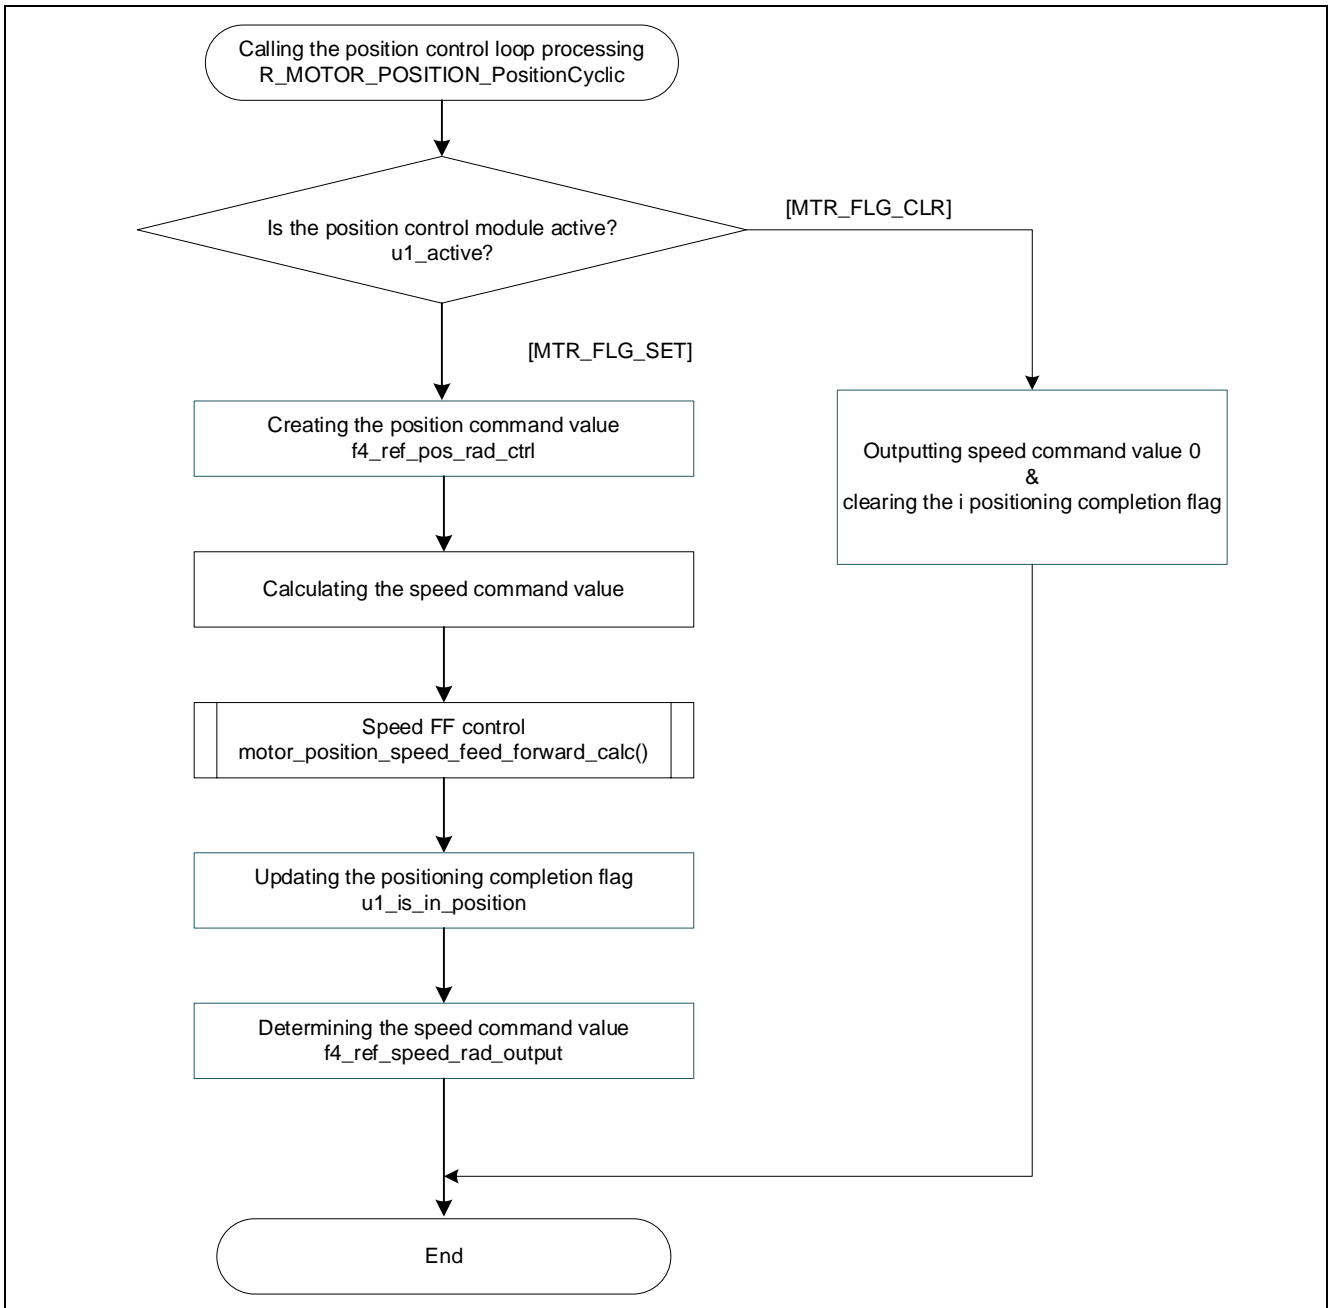 Calling the position control loop processing
R_MOTOR_POSITION_PositionCyclic
Is the position control module active?
u1_active?
[MTR_FLG_CLR]
[MTR_FLG_SET]
Creating the position command value
f4_ref_pos_rad_ctrl
Outputting speed command value 0
&
clearing the i positioning completion flag
Calculating the speed command value
Speed FF control
motor_position_speed_feed_forward_calc()
Updating the positioning completion flag
u1_is_in_position
Determining the speed command value
f4_ref_speed_rad_output
End